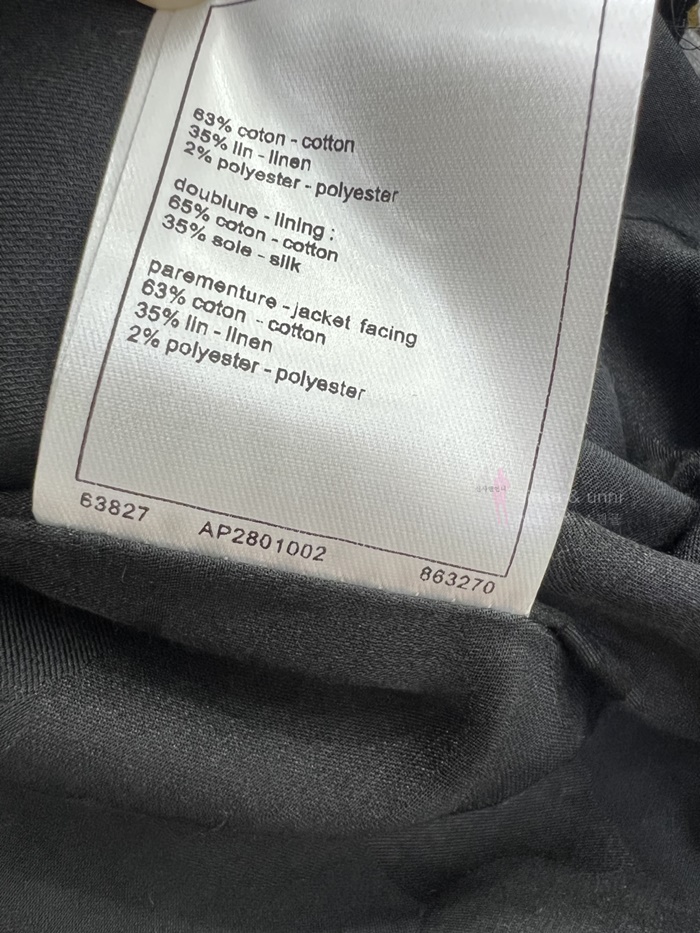 63% coton - cotton
35% lin - linen
2% polyester - polyester
doublure - lining :
65% coton - cotton
35% soie - silk
parementure - jacket facing
63% coton - cotton
35% lin - linen
2% polyester - polyester
63827 AP2801002 863270
& unni